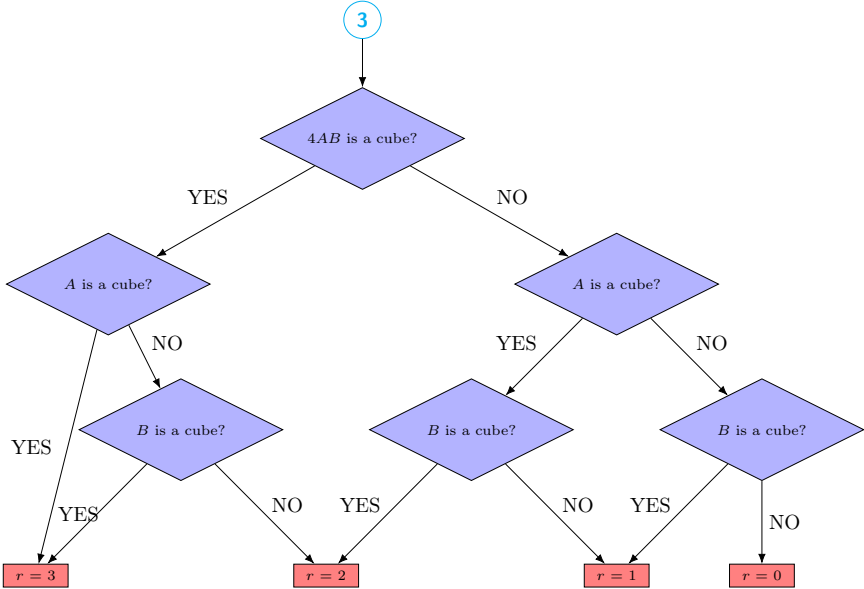 3
4AB is a cube?
YES
NO
A is a cube?
A is a cube?
NO
YES
NO
B is a cube?
B is a cube?
B is a cube?
YES
YES
NO
YES
NO
YES
NO
r = 3
r = 2
r = 1
r = 0